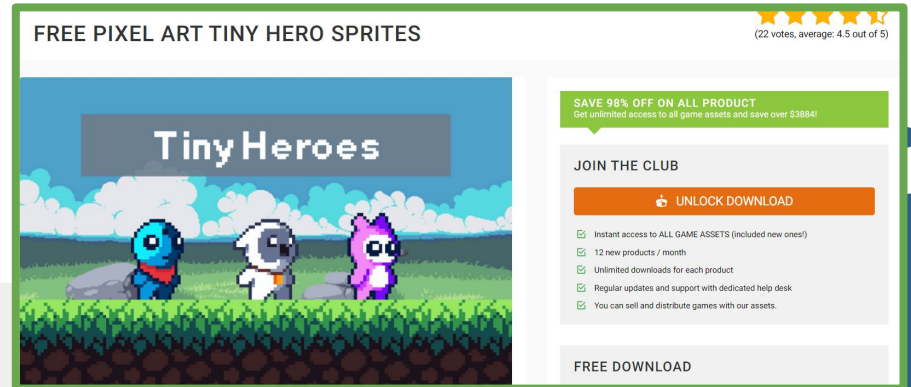 FREE PIXEL ART TINY HERO SPRITES
(22 votes, average: 4.5 out of 5)
Tiny Heroes
SAVE 98% OFF ON ALL PRODUCT
Get unlimited access to all game assets and save over $3884!
JOIN THE CLUB
UNLOCK DOWNLOAD
Instant access to ALL GAME ASSETS (included new ones!)
12 new products / month
Unlimited downloads for each product
Regular updates and support with dedicated help desk
You can sell and distribute games with our assets.
FREE DOWNLOAD